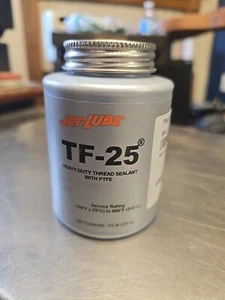 JET-LUBE
TF-25®
HEAVY-DUTY THREAD SEALANT
WITH PTFE
Service Rating